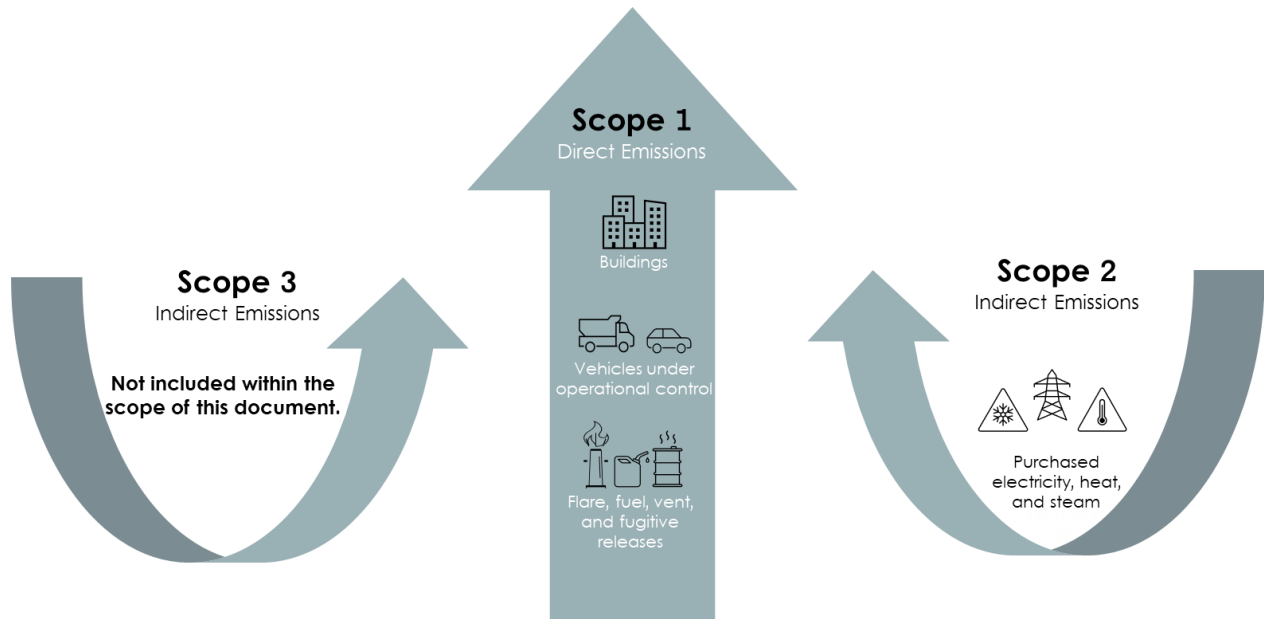 Scope 1
Direct Emissions
Buildings
Vehicles under
operational control
Flare, fuel, vent,
and fugitive
releases
Scope 3
Indirect Emissions
Not included within the
scope of this document.
Scope 2
Indirect Emissions
Purchased
electricity, heat,
and steam